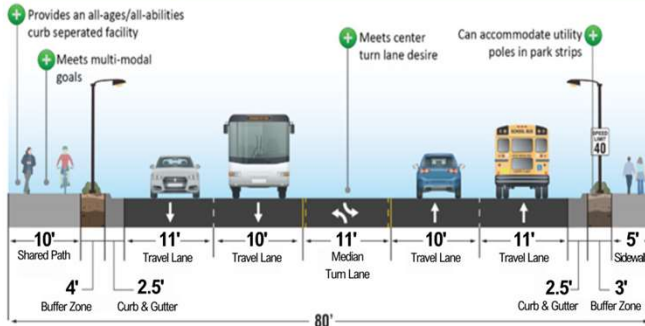 Provides an all-ages/all-abilities
curb seperated facility
Meets multi-modal
goals
Meets center
turn lane desire
Can accommodate utility
poles in park strips
SCHOOL BUS
SPEED
LIMIT
40
10'
Shared Path
11'
Travel Lane
10'
Travel Lane
11'
Median
Turn Lane
10'
Travel Lane
11'
Travel Lane
5'
Sidewalk
4'
Buffer Zone
2.5'
Curb & Gutter
2.5'
Curb & Gutter
3'
Buffer Zone
80'